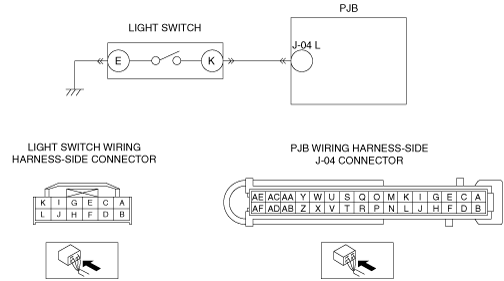 PJB
LIGHT SWITCH
J-04 L
E
K
LIGHT SWITCH WIRING
HARNESS-SIDE CONNECTOR
PJB WIRING HARNESS-SIDE
J-04 CONNECTOR
K I G E C A
L J H F D B
AE AC AA Y W U S Q O M K I G E C A
AF AD AB Z X V T R P N L J H F D B